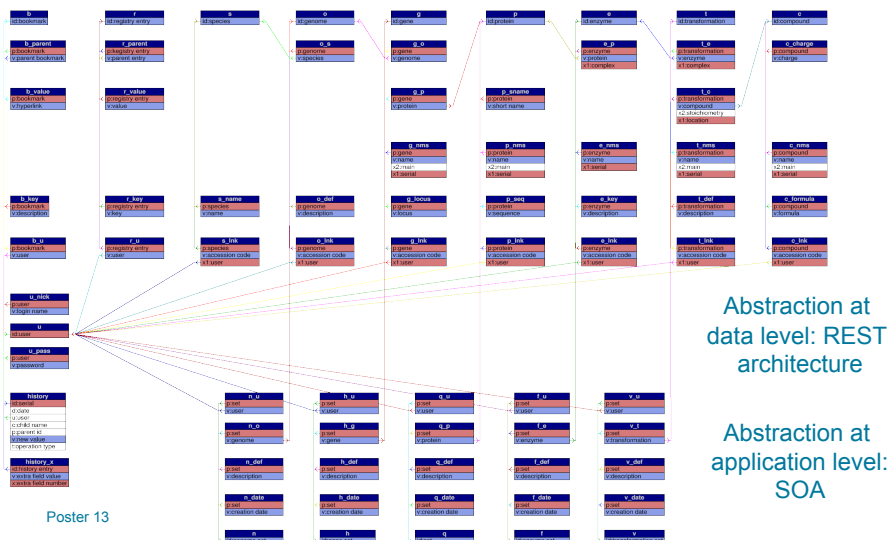 b
id:bookmark
r
id:registry entry
s
id:species
o
id:genome
g
id:gene
p
id:protein
e
id:enzyme
t
id:transformation
c
id:compound
b_parent
p:bookmark
v:parent bookmark
r_parent
p:registry entry
v:parent entry
o_s
p:genome
v:species
g_o
p:gene
v:genome
e_p
p:enzyme
v:protein
x1:complex
t_e
p:transformation
v:enzyme
x1:complex
c_charge
p:compound
v:charge
b_value
p:bookmark
v:hyperlink
r_value
p:registry entry
v:value
g_p
p:gene
v:protein
p_sname
p:protein
v:short name
t_c
p:transformation
v:compound
x2:stoichiometry
x1:location
g_nms
p:gene
v:name
x2:main
x1:serial
p_nms
p:protein
v:name
x2:main
x1:serial
e_nms
p:enzyme
v:name
x1:serial
t_nms
p:transformation
v:name
x2:main
x1:serial
c_nms
p:compound
v:name
x2:main
x1:serial
b_key
p:bookmark
v:description
r_key
p:registry entry
v:key
s_name
p:species
v:name
o_def
p:genome
v:description
g_locus
p:gene
v:locus
p_seq
p:protein
v:sequence
e_key
p:enzyme
v:description
t_def
p:transformation
v:description
c_formula
p:compound
v:formula
b_u
p:bookmark
v:user
r_u
p:registry entry
v:user
s_lnk
p:species
v:accession code
x1:user
o_lnk
p:genome
v:accession code
x1:user
g_lnk
p:gene
v:accession code
x1:user
p_lnk
p:protein
v:accession code
x1:user
e_lnk
p:enzyme
v:accession code
x1:user
t_lnk
p:transformation
v:accession code
x1:user
c_lnk
p:compound
v:accession code
x1:user
u_nick
p:user
v:login name
u
id:user
u_pass
p:user
v:password
Abstraction at
data level: REST
architecture
history
id:serial
d:date
u:user
c:child name
p:parent id
v:new value
t:operation type
history_x
id:history entry
v:extra field value
x:extra field number
n_u
p:set
v:user
h_u
p:set
v:user
q_u
p:set
v:user
f_u
p:set
v:user
v_u
p:set
v:user
n_o
p:set
v:genome
h_g
p:set
v:gene
q_p
p:set
v:protein
f_e
p:set
v:enzyme
v_t
p:set
v:transformation
Abstraction at
application level:
SOA
n_def
p:set
v:description
h_def
p:set
v:description
q_def
p:set
v:description
f_def
p:set
v:description
v_def
p:set
v:description
n_date
p:set
v:creation date
h_date
p:set
v:creation date
q_date
p:set
v:creation date
f_date
p:set
v:creation date
v_date
p:set
v:creation date
Poster 13
n
h
q
f
v